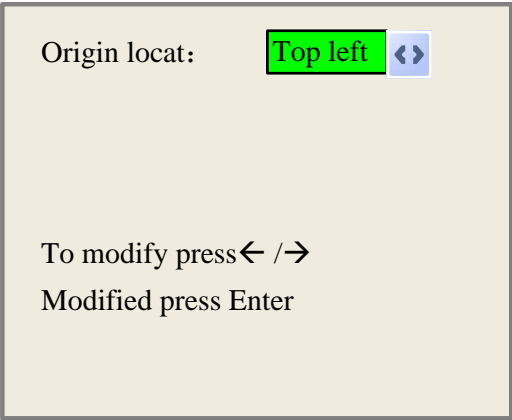 Origin locat： Top left
To modify press← /→
Modified press Enter